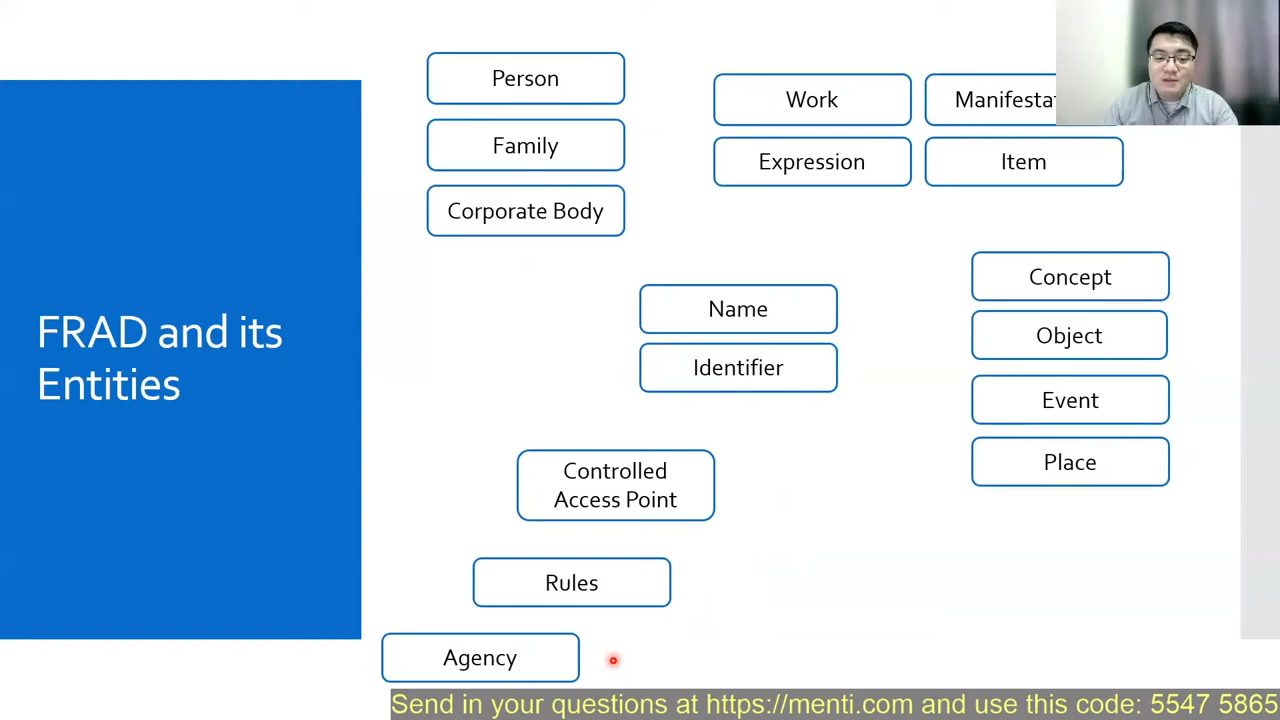 FRAD and its
Entities
Person
Family
Corporate Body
Work
Expression
Item
Name
Identifier
Concept
Object
Event
Place
Controlled
Access Point
Rules
Agency
Send in your questions at https://menti.com and use this code: 5547 5865